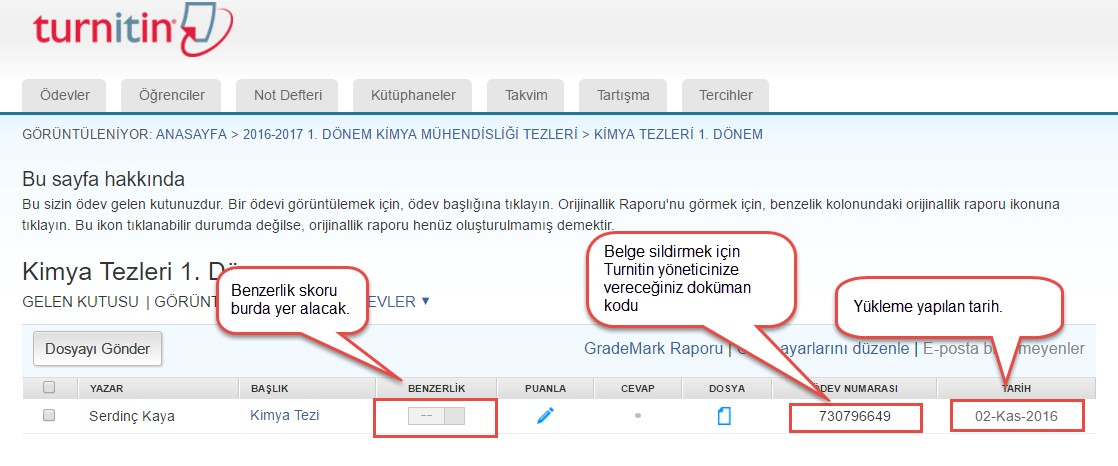 turnitin
Ödevler Öğrenciler Not Defteri Kütüphaneler Takvim Tartışma Tercihler
GÖRÜNTÜLENİYOR: ANASAYFA > 2016-2017 1. DÖNEM KİMYA MÜHENDİSLİĞİ TEZLERİ > KİMYA TEZLERİ 1. DÖNEM
Bu sayfa hakkında
Bu sizin ödev gelen kutunuzdur. Bir ödevi görüntülemek için, ödev başlığına tıklayın. Orijinallik Raporu'nu görmek için, benzelik kolonundaki orijinallik raporu ikonuna
tıklayın. Bu ikon tıklanabilir durumda değilse, orijinallik raporu henüz oluşturulmamış demektir.
Belge sildirmek için
Turnitin yöneticinize
vereceğiniz doküman
kodu
Kimya Tezleri 1.
Benzerlik skoru
burda yer alacak.
Yükleme yapılan tarih.
GELEN KUTUSU | ▼
Dosyayı Gönder
GradeMark Raporu | ayarlarını düzenle | E-posta
YAZAR BAŞLIK BENZERLİK PUANLA CEVAP DOSYA ÖDEV NUMARASI TARİH
Serdinç Kaya Kimya Tezi -- 730796649 02-Kas-2016